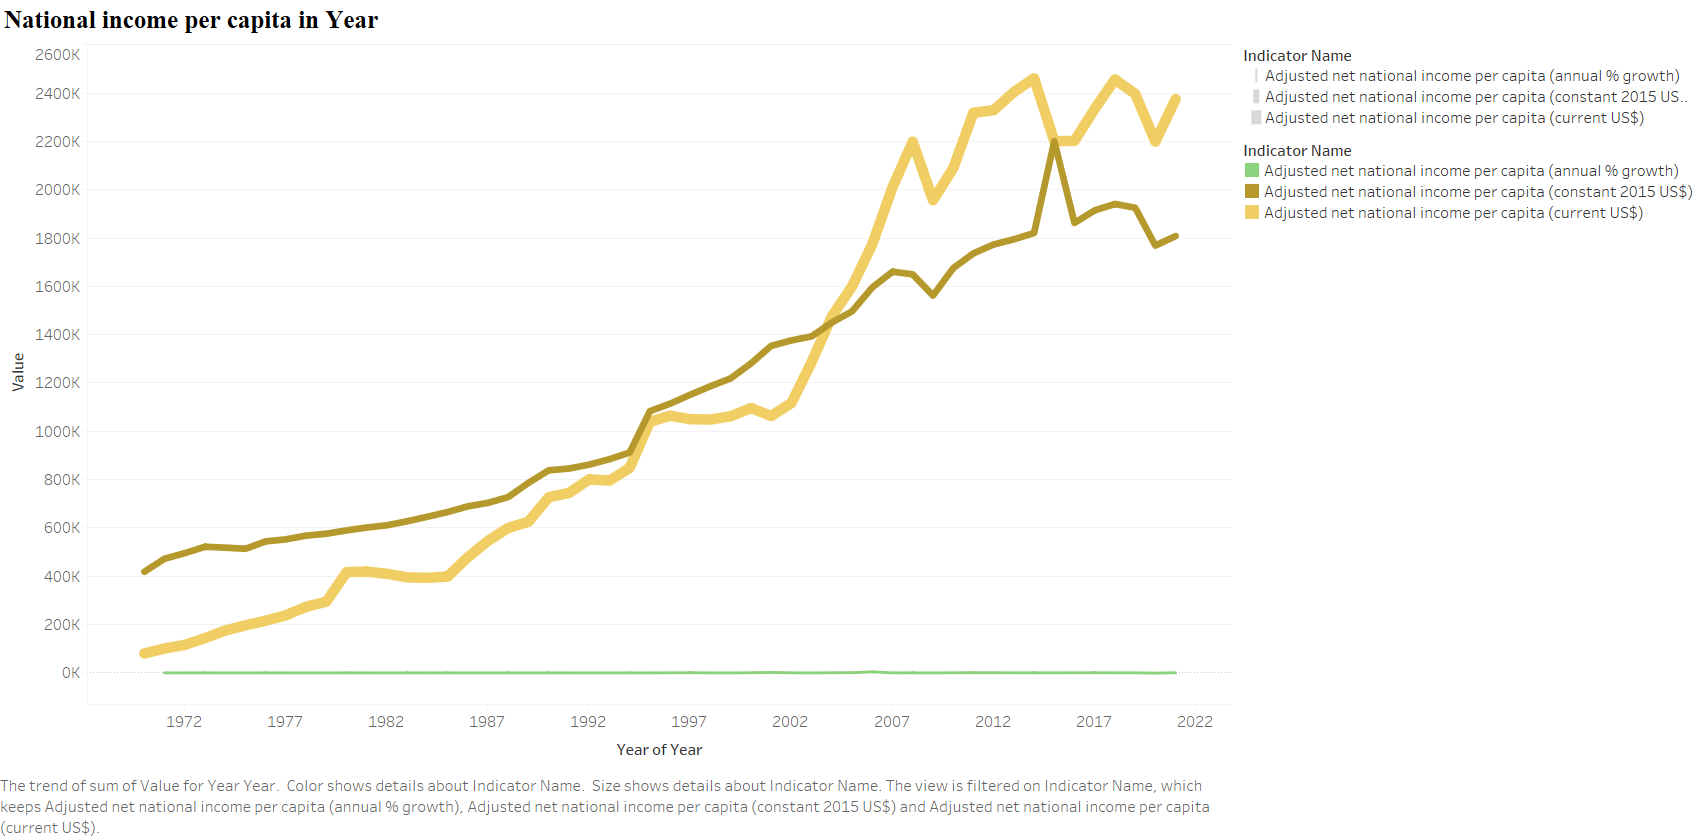 National income per capita in Year
2600K
2400K
2200K
2000K
1800K
1600K
1400K
1200K
1000K
800K
600K
400K
200K
0K
Value
1972 1977 1982 1987 1992 1997 2002 2007 2012 2017 2022
Year of Year
Indicator Name
Adjusted net national income per capita (annual % growth)
Adjusted net national income per capita (constant 2015 US..
Adjusted net national income per capita (current US$)
Indicator Name
Adjusted net national income per capita (annual % growth)
Adjusted net national income per capita (constant 2015 US$)
Adjusted net national income per capita (current US$)
The trend of sum of Value for Year Year.  Color shows details about Indicator Name.  Size shows details about Indicator Name. The view is filtered on Indicator Name, which
keeps Adjusted net national income per capita (annual % growth), Adjusted net national income per capita (constant 2015 US$) and Adjusted net national income per capita
(current US$).